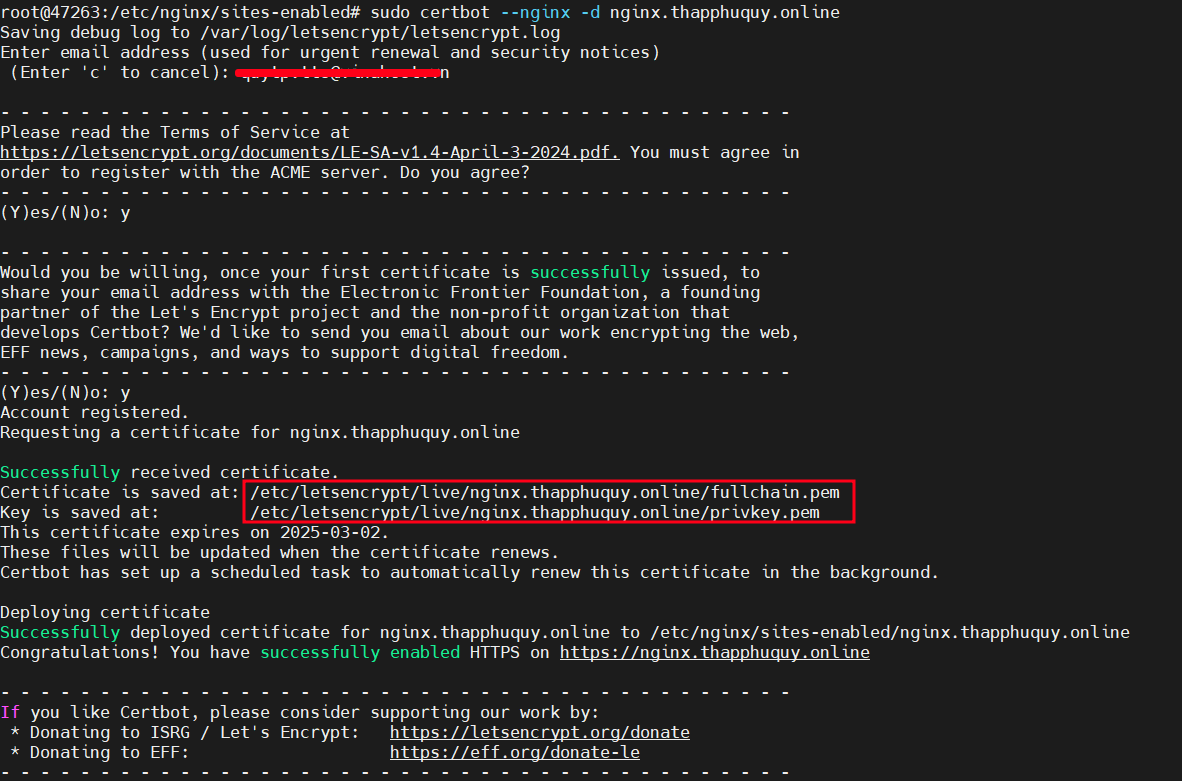 root@47263:/etc/nginx/sites-enabled# sudo certbot --nginx -d nginx.thapphuquy.online
Saving debug log to /var/log/letsencrypt/letsencrypt.log
Enter email address (used for urgent renewal and security notices)
 (Enter 'c' to cancel):
- - - - - - - - - - - - - - - - - - - - - - - - - - - - - - - - - - - - - - - -
Please read the Terms of Service at
https://letsencrypt.org/documents/LE-SA-v1.4-April-3-2024.pdf. You must agree in
order to register with the ACME server. Do you agree?
- - - - - - - - - - - - - - - - - - - - - - - - - - - - - - - - - - - - - - - -
(Y)es/(N)o: y
- - - - - - - - - - - - - - - - - - - - - - - - - - - - - - - - - - - - - - - -
Would you be willing, once your first certificate is successfully issued, to
share your email address with the Electronic Frontier Foundation, a founding
partner of the Let's Encrypt project and the non-profit organization that
develops Certbot? We'd like to send you email about our work encrypting the web,
EFF news, campaigns, and ways to support digital freedom.
- - - - - - - - - - - - - - - - - - - - - - - - - - - - - - - - - - - - - - - -
(Y)es/(N)o: y
Account registered.
Requesting a certificate for nginx.thapphuquy.online
Successfully received certificate.
Certificate is saved at: /etc/letsencrypt/live/nginx.thapphuquy.online/fullchain.pem
Key is saved at:         /etc/letsencrypt/live/nginx.thapphuquy.online/privkey.pem
This certificate expires on 2025-03-02.
These files will be updated when the certificate renews.
Certbot has set up a scheduled task to automatically renew this certificate in the background.
Deploying certificate
Successfully deployed certificate for nginx.thapphuquy.online to /etc/nginx/sites-enabled/nginx.thapphuquy.online
Congratulations! You have successfully enabled HTTPS on https://nginx.thapphuquy.online
- - - - - - - - - - - - - - - - - - - - - - - - - - - - - - - - - - - - - - - -
If you like Certbot, please consider supporting our work by:
 * Donating to ISRG / Let's Encrypt:   https://letsencrypt.org/donate
 * Donating to EFF:                    https://eff.org/donate-le
- - - - - - - - - - - - - - - - - - - - - - - - - - - - - - - - - - - - - - - -